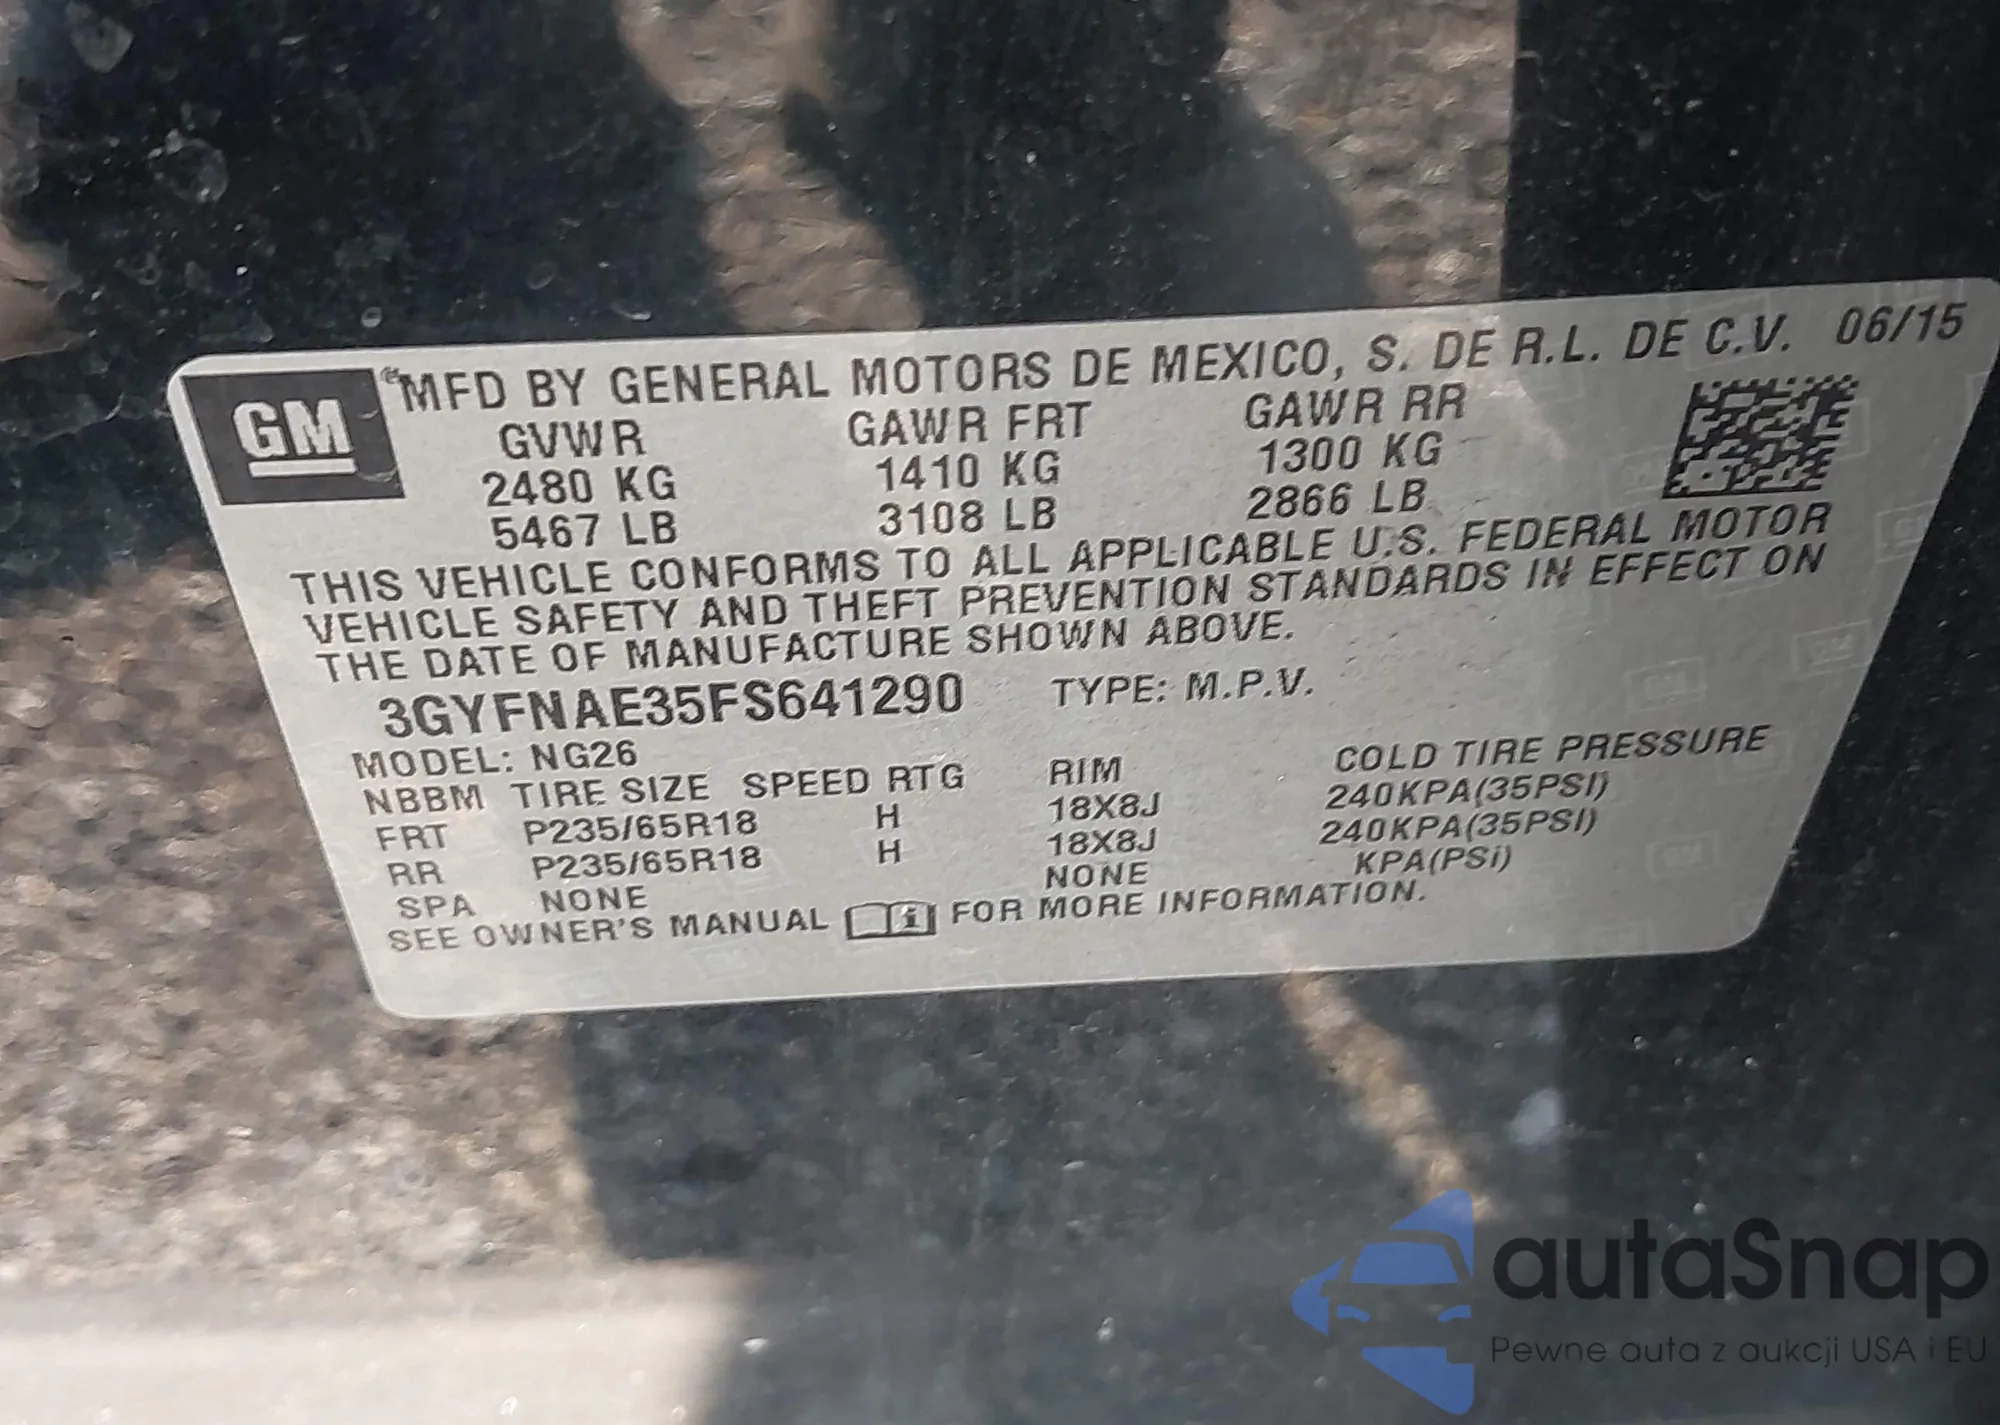 GM
MFD BY GENERAL MOTORS DE MEXICO, S. DE R.L. DE C.V. 06/15
GVWR GAWR FRT GAWR RR
2480 KG 1410 KG 1300 KG
5467 LB 3108 LB 2866 LB
THIS VEHICLE CONFORMS TO ALL APPLICABLE U.S. FEDERAL MOTOR
VEHICLE SAFETY AND THEFT PREVENTION STANDARDS IN EFFECT ON
THE DATE OF MANUFACTURE SHOWN ABOVE.
3GYFNAE35FS641290 TYPE: M.P.V.
MODEL: NG26
NBBM TIRE SIZE SPEED RTG RIM COLD TIRE PRESSURE
FRT P235/65R18 H 18X8J 240KPA(35PSI)
RR P235/65R18 H 18X8J 240KPA(35PSI)
SPA NONE NONE KPA(PSi)
SEE OWNER'S MANUAL i FOR MORE INFORMATION.
autaSnap
Pewne auta z aukcji USA i EU